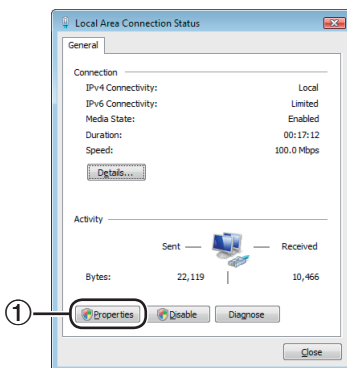 Local Area Connection Status
General
Connection
IPv4 Connectivity: Local
IPv6 Connectivity: Limited
Media State: Enabled
Duration: 00:17:12
Speed: 100.0 Mbps
Details...
Activity
Sent Received
Bytes: 22,119 10,466
1 Properties Disable Diagnose
Close